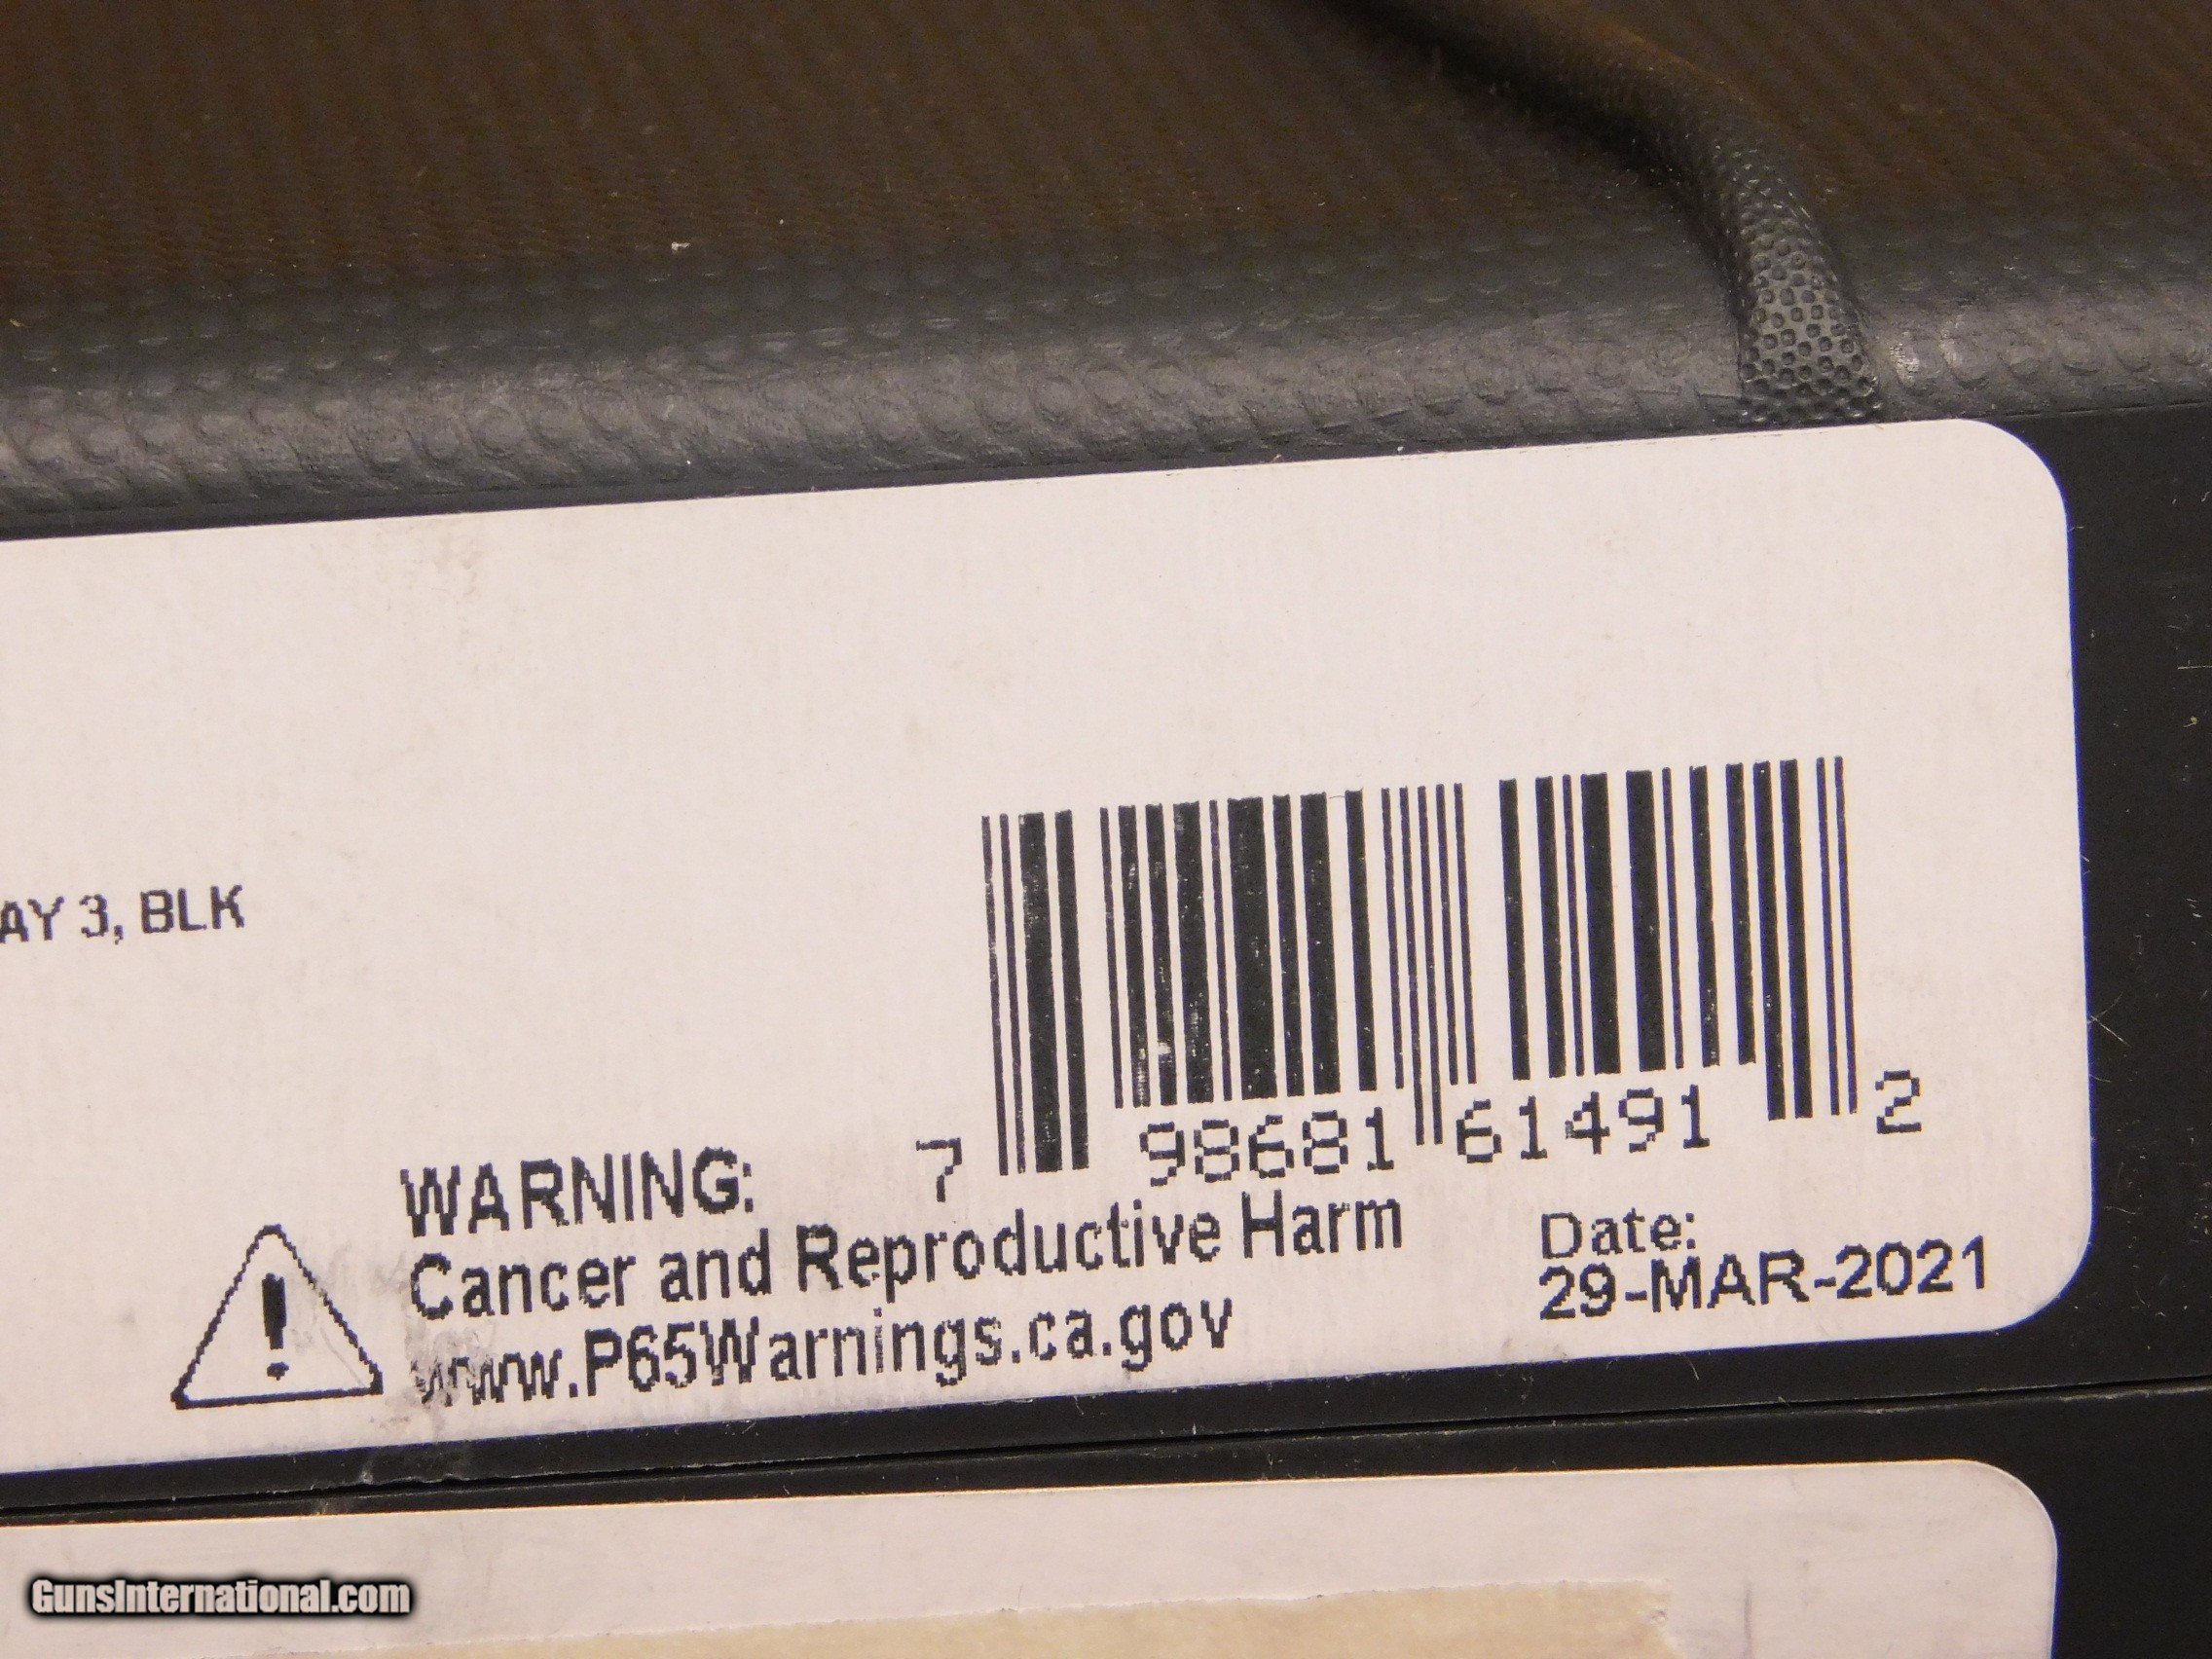 AY 3, BLK
7 98681 61491 2
WARNING:
Cancer and Reproductive Harm
www.P65Warnings.ca.gov
!
Date:
29-MAR-2021
GunsInternational.com